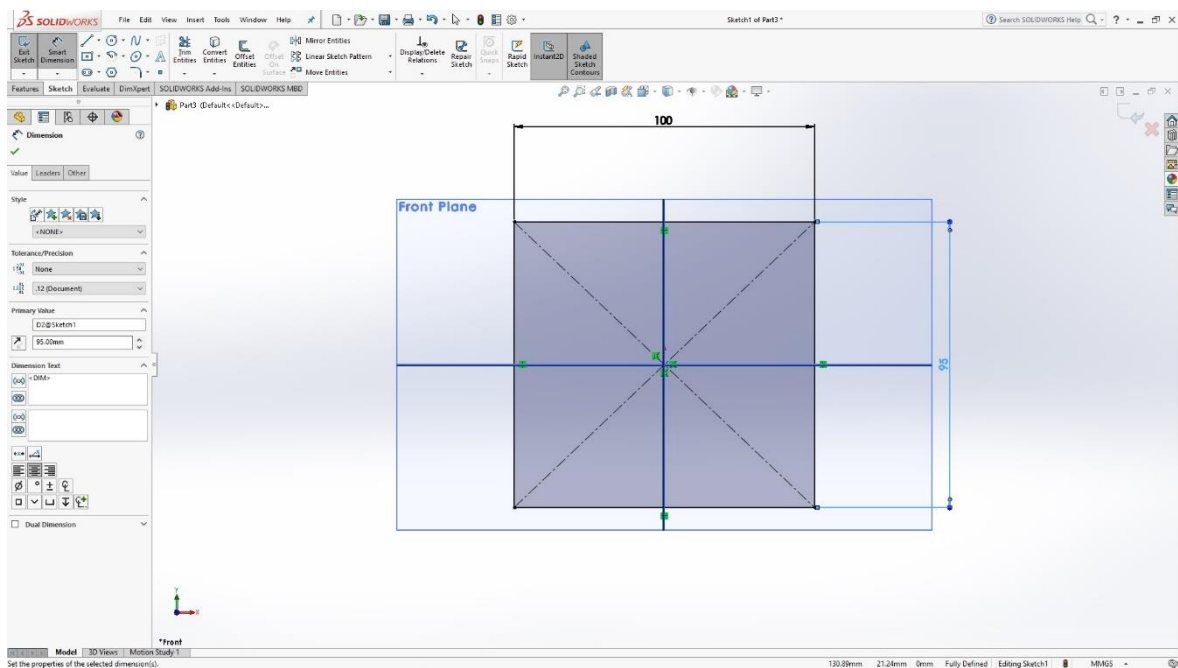 SOLIDWORKS File Edit View Insert Tools Window Help Sketch1 of Part3 * Search SOLIDWORKS Help
Exit Sketch Smart Dimension Trim Entities Convert Entities Offset Entities Offset On Surface Mirror Entities Linear Sketch Pattern More Entities Display/Delete Relations Repair Sketch Quick Snaps Rapid Sketch Instant2D Shaded Sketch Contours
Features Sketch Evaluate DimXpert SOLIDWORKS Add-Ins SOLIDWORKS MBD
Part3 (Default<<Default>...
Dimension
Value Leaders Other
Style
<NONE>
Tolerance/Precision
None
.12 (Document)
Primary Value
D2@Sketch1
95.00mm
Dimension Text
<DIM>
Dual Dimension
100
Front Plane
95
Y
X
*Front
Model 3D Views Motion Study 1
Set the properties of the selected dimension(s). 130.89mm 21.24mm 0mm Fully Defined Editing Sketch1 MMGS